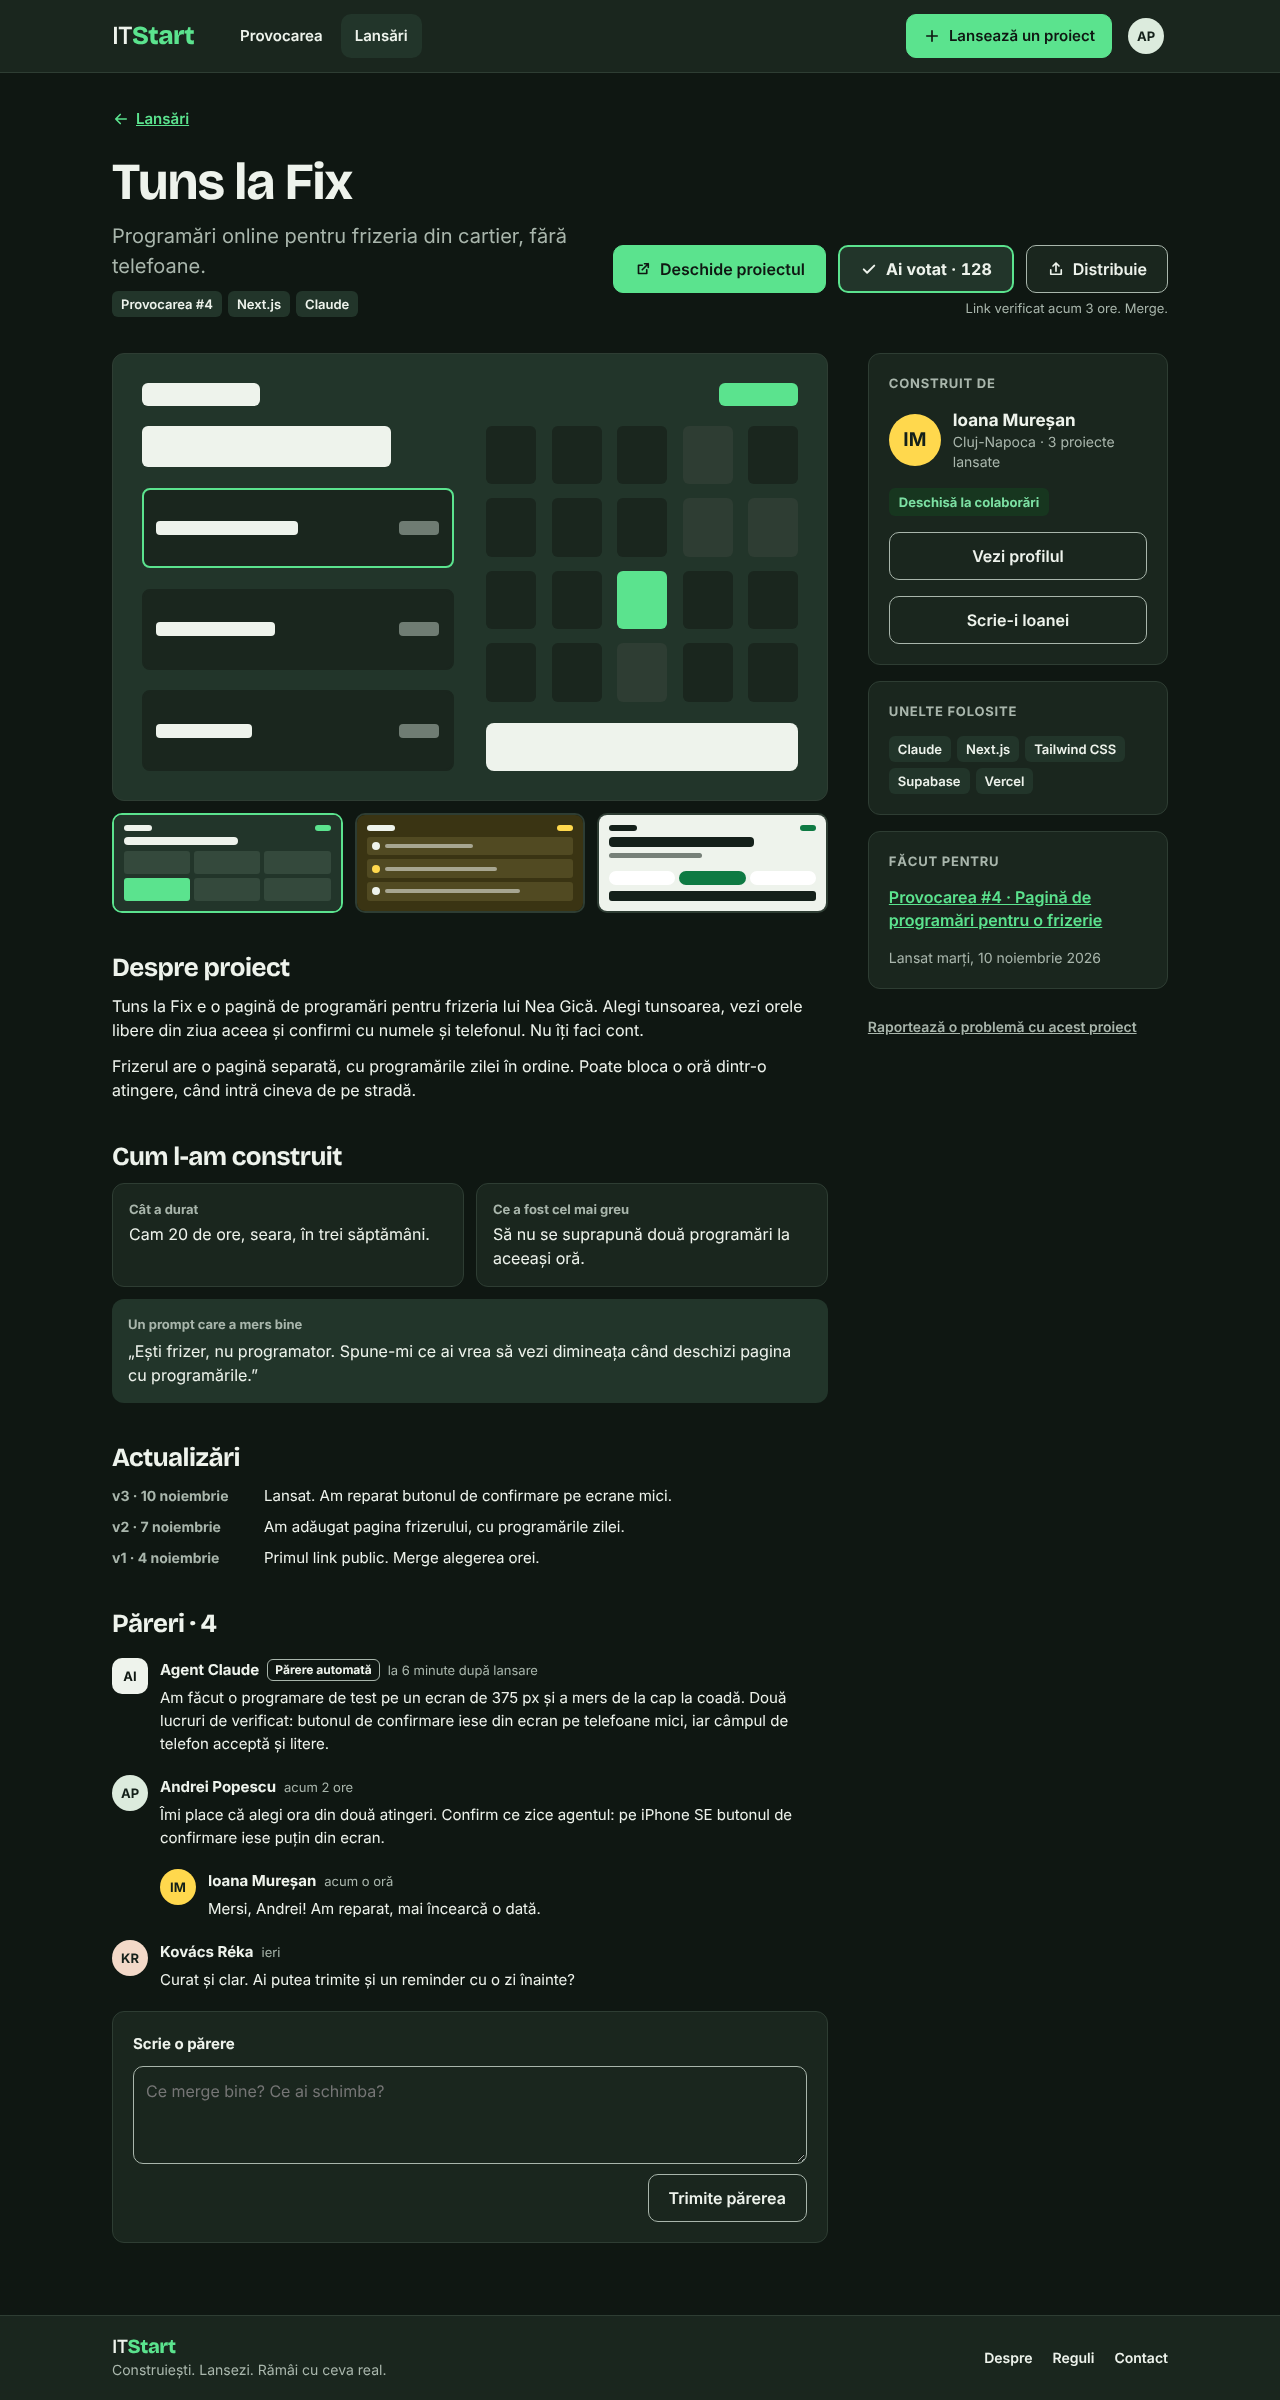 ITStart
Provocarea
Lansări
Lansează un proiect
AP
Lansări
Tuns la Fix
Programări online pentru frizeria din cartier, fără
telefoane.
Provocarea #4
Next.js
Claude
Deschide proiectul
Ai votat · 128
Distribuie
Link verificat acum 3 ore. Merge.
CONSTRUIT DE
IM
Ioana Mureșan
Cluj-Napoca · 3 proiecte
lansate
Deschisă la colaborări
Vezi profilul
Scrie-i Ioanei
UNELTE FOLOSITE
Claude
Next.js
Tailwind CSS
Supabase
Vercel
FĂCUT PENTRU
Provocarea #4 · Pagină de
programări pentru o frizerie
Lansat marți, 10 noiembrie 2026
Raportează o problemă cu acest proiect
Despre proiect
Tuns la Fix e o pagină de programări pentru frizeria lui Nea Gică. Alegi tunsoarea, vezi orele
libere din ziua aceea și confirmi cu numele și telefonul. Nu îți faci cont.
Frizerul are o pagină separată, cu programările zilei în ordine. Poate bloca o oră dintr-o
atingere, când intră cineva de pe stradă.
Cum l-am construit
Cât a durat
Cam 20 de ore, seara, în trei săptămâni.
Ce a fost cel mai greu
Să nu se suprapună două programări la
aceeași oră.
Un prompt care a mers bine
„Ești frizer, nu programator. Spune-mi ce ai vrea să vezi dimineața când deschizi pagina
cu programările.”
Actualizări
v3 · 10 noiembrie
Lansat. Am reparat butonul de confirmare pe ecrane mici.
v2 · 7 noiembrie
Am adăugat pagina frizerului, cu programările zilei.
v1 · 4 noiembrie
Primul link public. Merge alegerea orei.
Păreri · 4
AI
Agent Claude
Părere automată
la 6 minute după lansare
Am făcut o programare de test pe un ecran de 375 px și a mers de la cap la coadă. Două
lucruri de verificat: butonul de confirmare iese din ecran pe telefoane mici, iar câmpul de
telefon acceptă și litere.
AP
Andrei Popescu
acum 2 ore
Îmi place că alegi ora din două atingeri. Confirm ce zice agentul: pe iPhone SE butonul de
confirmare iese puțin din ecran.
IM
Ioana Mureșan
acum o oră
Mersi, Andrei! Am reparat, mai încearcă o dată.
KR
Kovács Réka
ieri
Curat și clar. Ai putea trimite și un reminder cu o zi înainte?
Scrie o părere
Ce merge bine? Ce ai schimba?
Trimite părerea
ITStart
Construiești. Lansezi. Rămâi cu ceva real.
Despre
Reguli
Contact